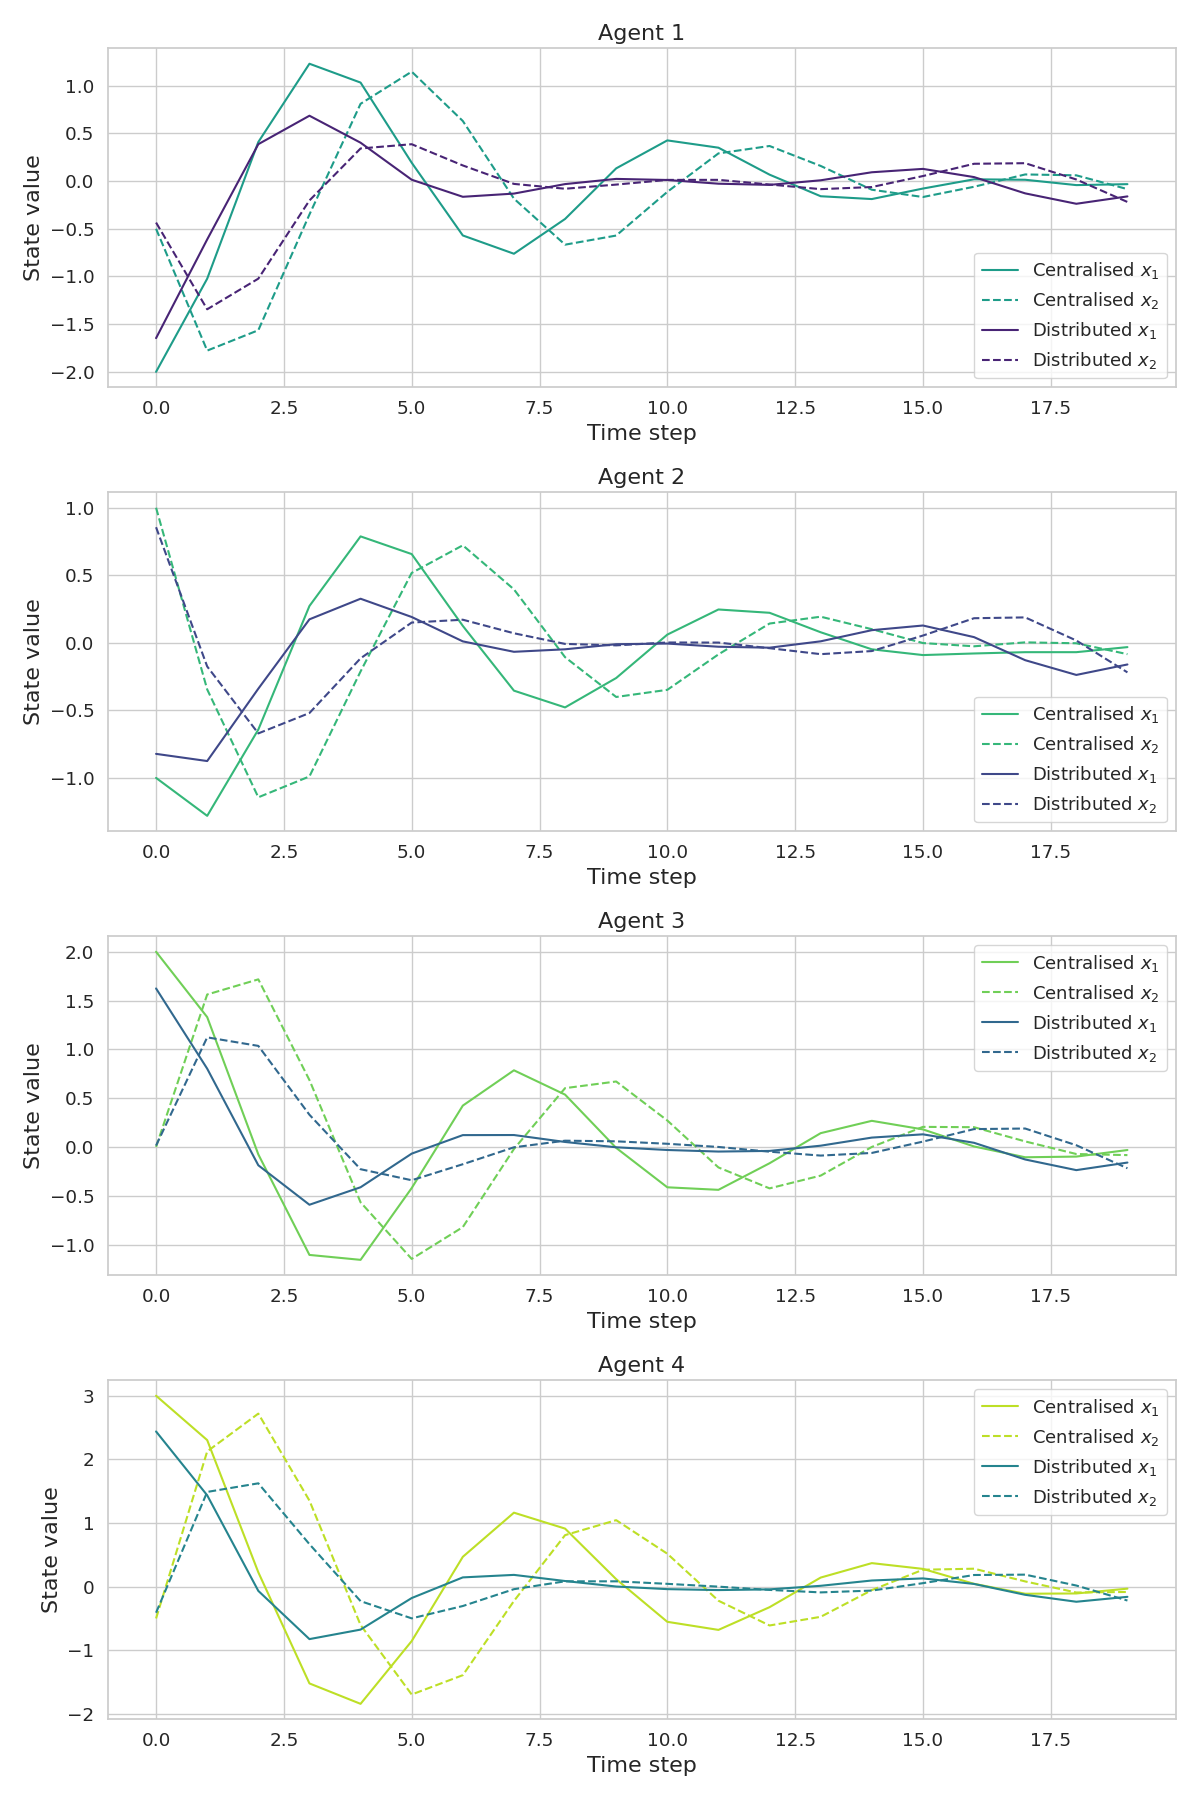 Agent 1
State value
1.0
0.5
0.0
−0.5
−1.0
−1.5
−2.0
Centralised x₁
Centralised x₂
Distributed x₁
Distributed x₂
0.0 2.5 5.0 7.5 10.0 12.5 15.0 17.5
Time step
Agent 2
State value
1.0
0.5
0.0
−0.5
−1.0
Centralised x₁
Centralised x₂
Distributed x₁
Distributed x₂
0.0 2.5 5.0 7.5 10.0 12.5 15.0 17.5
Time step
Agent 3
State value
2.0
1.5
1.0
0.5
0.0
−0.5
−1.0
Centralised x₁
Centralised x₂
Distributed x₁
Distributed x₂
0.0 2.5 5.0 7.5 10.0 12.5 15.0 17.5
Time step
Agent 4
State value
3
2
1
0
−1
−2
Centralised x₁
Centralised x₂
Distributed x₁
Distributed x₂
0.0 2.5 5.0 7.5 10.0 12.5 15.0 17.5
Time step